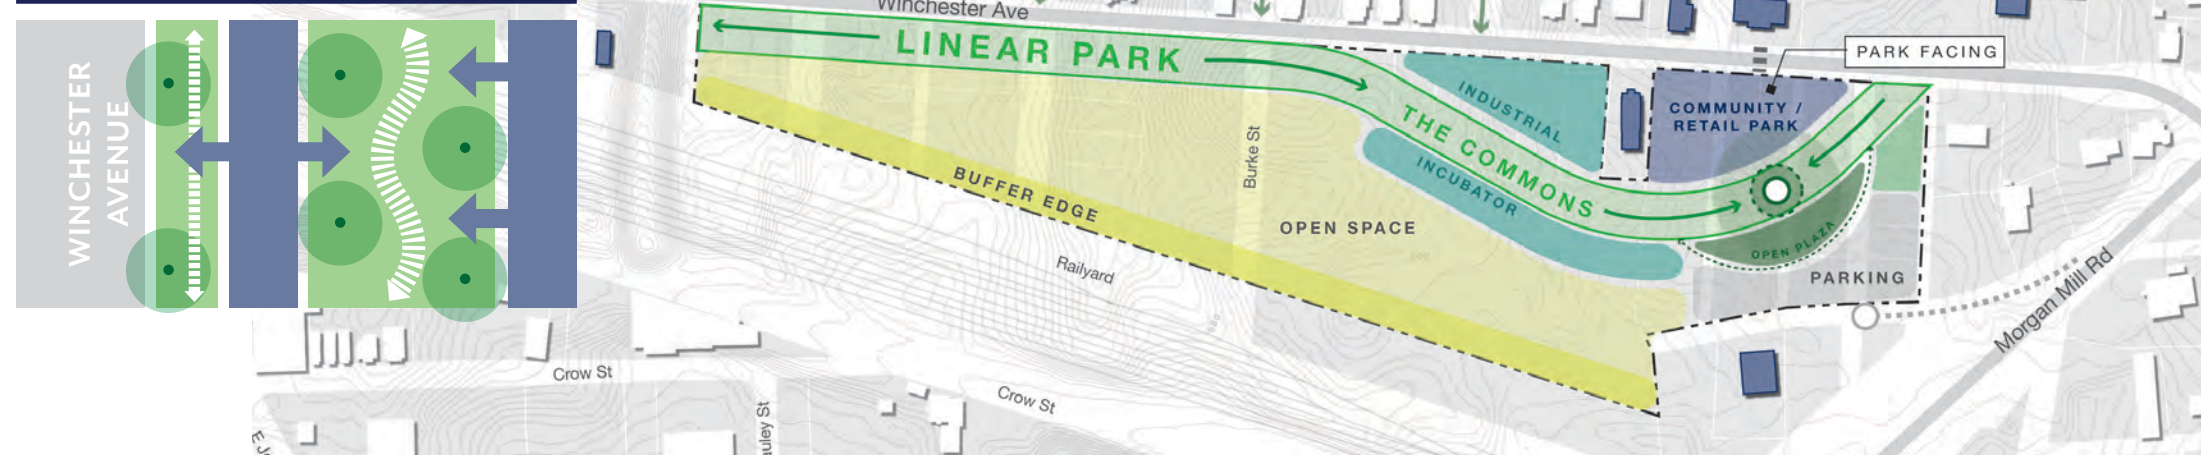 WINCHESTER
AVENUE
Winchester Ave
LINEAR PARK
PARK FACING
INDUSTRIAL
COMMUNITY /
RETAIL PARK
THE COMMONS
INCUBATOR
Burke St
BUFFER EDGE
OPEN SPACE
OPEN PLAZA
PARKING
Railyard
Morgan Mill Rd
Crow St
Crow St